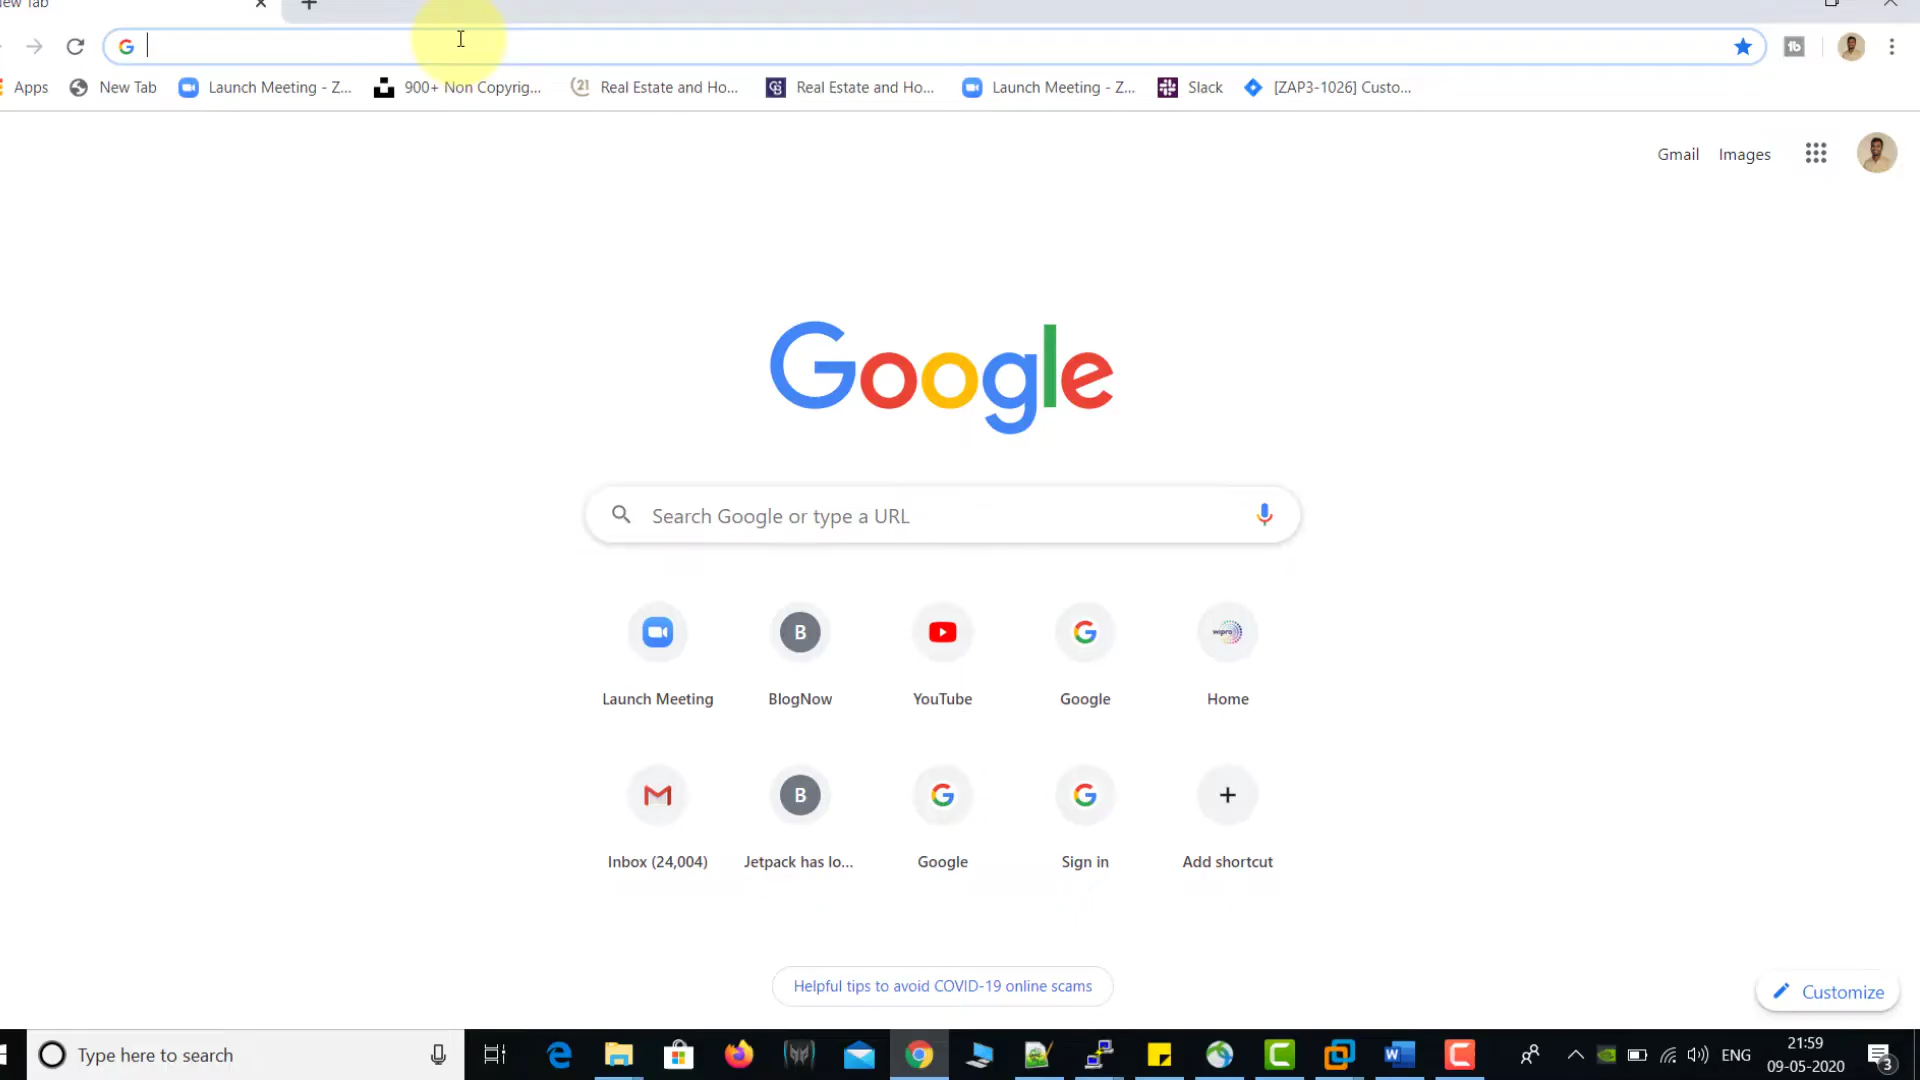 ew Tab
Apps New Tab Launch Meeting - Z... 900+ Non Copyrig... Real Estate and Ho... Real Estate and Ho... Launch Meeting - Z... Slack [ZAP3-1026] Custo...
Gmail Images
Google
Search Google or type a URL
Launch Meeting BlogNow YouTube Google Home
Inbox (24,004) Jetpack has lo... Google Sign in Add shortcut
Helpful tips to avoid COVID-19 online scams
Customize
Type here to search
ENG
21:59
09-05-2020
3